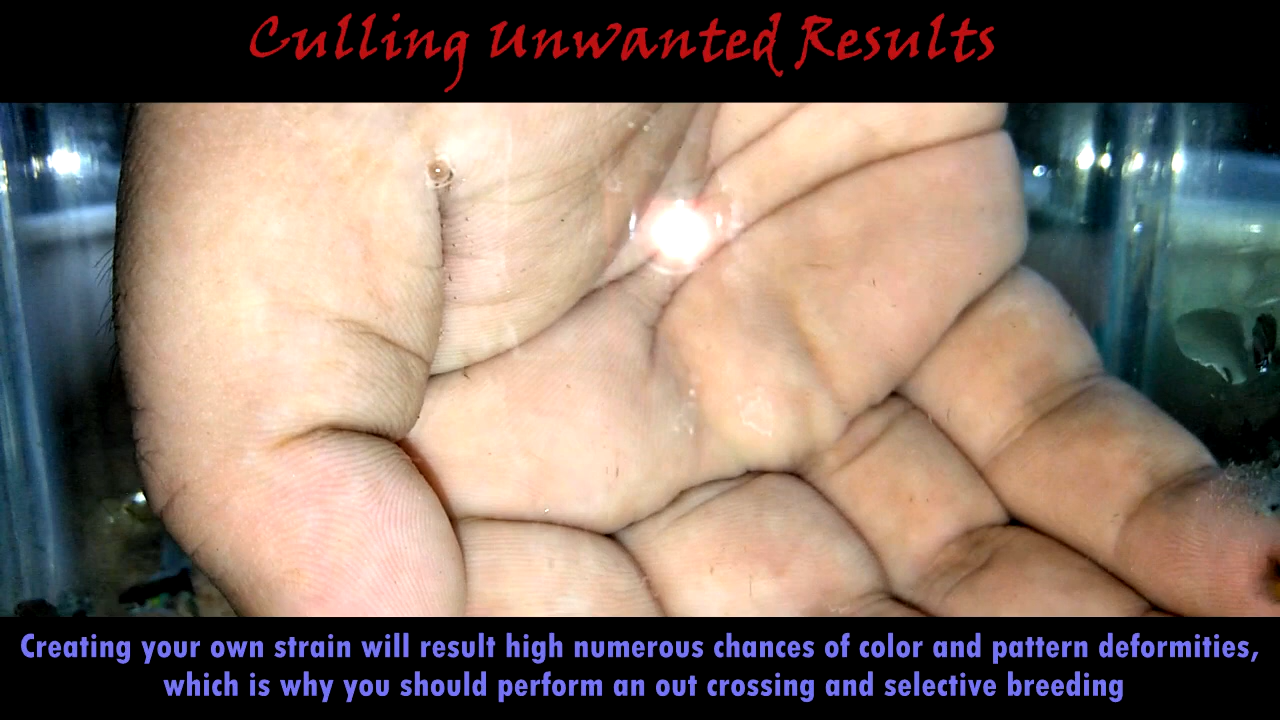 Culling Unwanted Results
Creating your own strain will result high numerous chances of color and pattern deformities,
which is why you should perform an out crossing and selective breeding